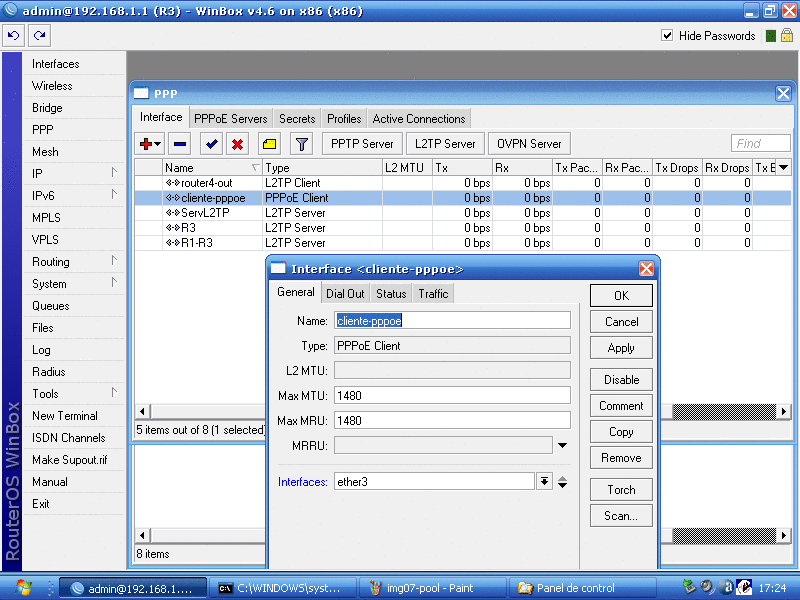 admin@192.168.1.1 (R3) - WinBox v4.6 on x86 (x86)
Hide Passwords
Interfaces
Wireless
Bridge
PPP
Mesh
IP
IPv6
MPLS
VPLS
Routing
System
Queues
Files
Log
Radius
Tools
New Terminal
ISDN Channels
Make Supout.rif
Manual
Exit
RouterOS WinBox
PPP
Interface PPPoE Servers Secrets Profiles Active Connections
PPTP Server L2TP Server OVPN Server Find
Name Type L2 MTU Tx Rx Tx Pac... Rx Pac... Tx Drops Rx Drops Tx E
router4-out L2TP Client 0 bps 0 bps 0 0 0 0
cliente-pppoe PPPoE Client 0 bps 0 bps 0 0 0 0
ServL2TP L2TP Server 0 bps 0 bps 0 0 0 0
R3 L2TP Server 0 bps 0 bps 0 0 0 0
R1-R3 L2TP Server 0 bps 0 bps 0 0 0 0
5 items out of 8 (1 selected)
8 items
Interface <cliente-pppoe>
General Dial Out Status Traffic
Name: cliente-pppoe
Type: PPPoE Client
L2 MTU:
Max MTU: 1480
Max MRU: 1480
MRRU:
Interfaces: ether3
OK
Cancel
Apply
Disable
Comment
Copy
Remove
Torch
Scan...
admin@192.168.1.... C:\WINDOWS\syst... img07-pool - Paint Panel de control 17:24